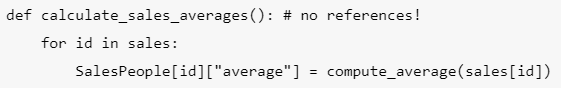 def calculate_sales_averages(): # no references!
    for id in sales:
        SalesPeople[id]["average"] = compute_average(sales[id])